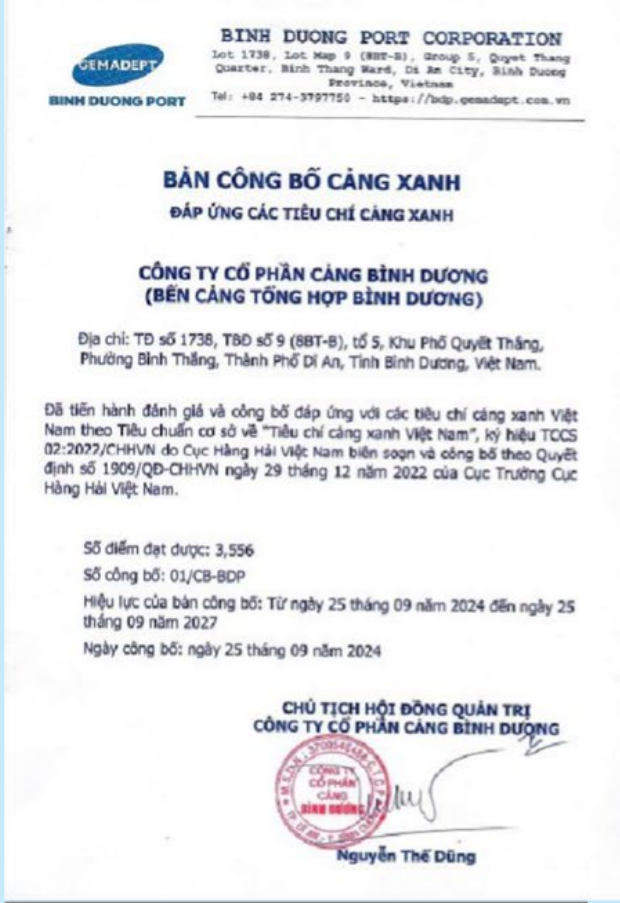 GEMADEPT
BINH DUONG PORT
BINH DUONG PORT CORPORATION
Lot 1738, Lot Map 9 (8BT-B), Group 5, Quyet Thang
Quarter, Binh Thang Ward, Di An City, Binh Duong
Province, Vietnam
Tel: +84 274-3797750 - https://bdp.gemadept.com.vn
BẢN CÔNG BỐ CẢNG XANH
ĐÁP ỨNG CÁC TIÊU CHÍ CẢNG XANH
CÔNG TY CỔ PHẦN CẢNG BÌNH DƯƠNG
(BẾN CẢNG TỔNG HỢP BÌNH DƯƠNG)
Địa chỉ: TĐ số 1738, TBĐ số 9 (8BT-B), tổ 5, Khu Phố Quyết Thắng,
Phường Bình Thắng, Thành Phố Dĩ An, Tỉnh Bình Dương, Việt Nam.
Đã tiến hành đánh giá và công bố đáp ứng với các tiêu chí cảng xanh Việt
Nam theo Tiêu chuẩn cơ sở về "Tiêu chí cảng xanh Việt Nam", ký hiệu TCCS
02:2022/CHHVN do Cục Hàng Hải Việt Nam biên soạn và công bố theo Quyết
định số 1909/QĐ-CHHVN ngày 29 tháng 12 năm 2022 của Cục Trưởng Cục
Hàng Hải Việt Nam.
Số điểm đạt được: 3,556
Số công bố: 01/CB-BDP
Hiệu lực của bản công bố: Từ ngày 25 tháng 09 năm 2024 đến ngày 25
tháng 09 năm 2027
Ngày công bố: ngày 25 tháng 09 năm 2024
CHỦ TỊCH HỘI ĐỒNG QUẢN TRỊ
CÔNG TY CỔ PHẦN CẢNG BÌNH DƯƠNG
CÔNG TY
CỔ PHẦN
CẢNG
BÌNH DƯƠNG
Nguyễn Thế Dũng